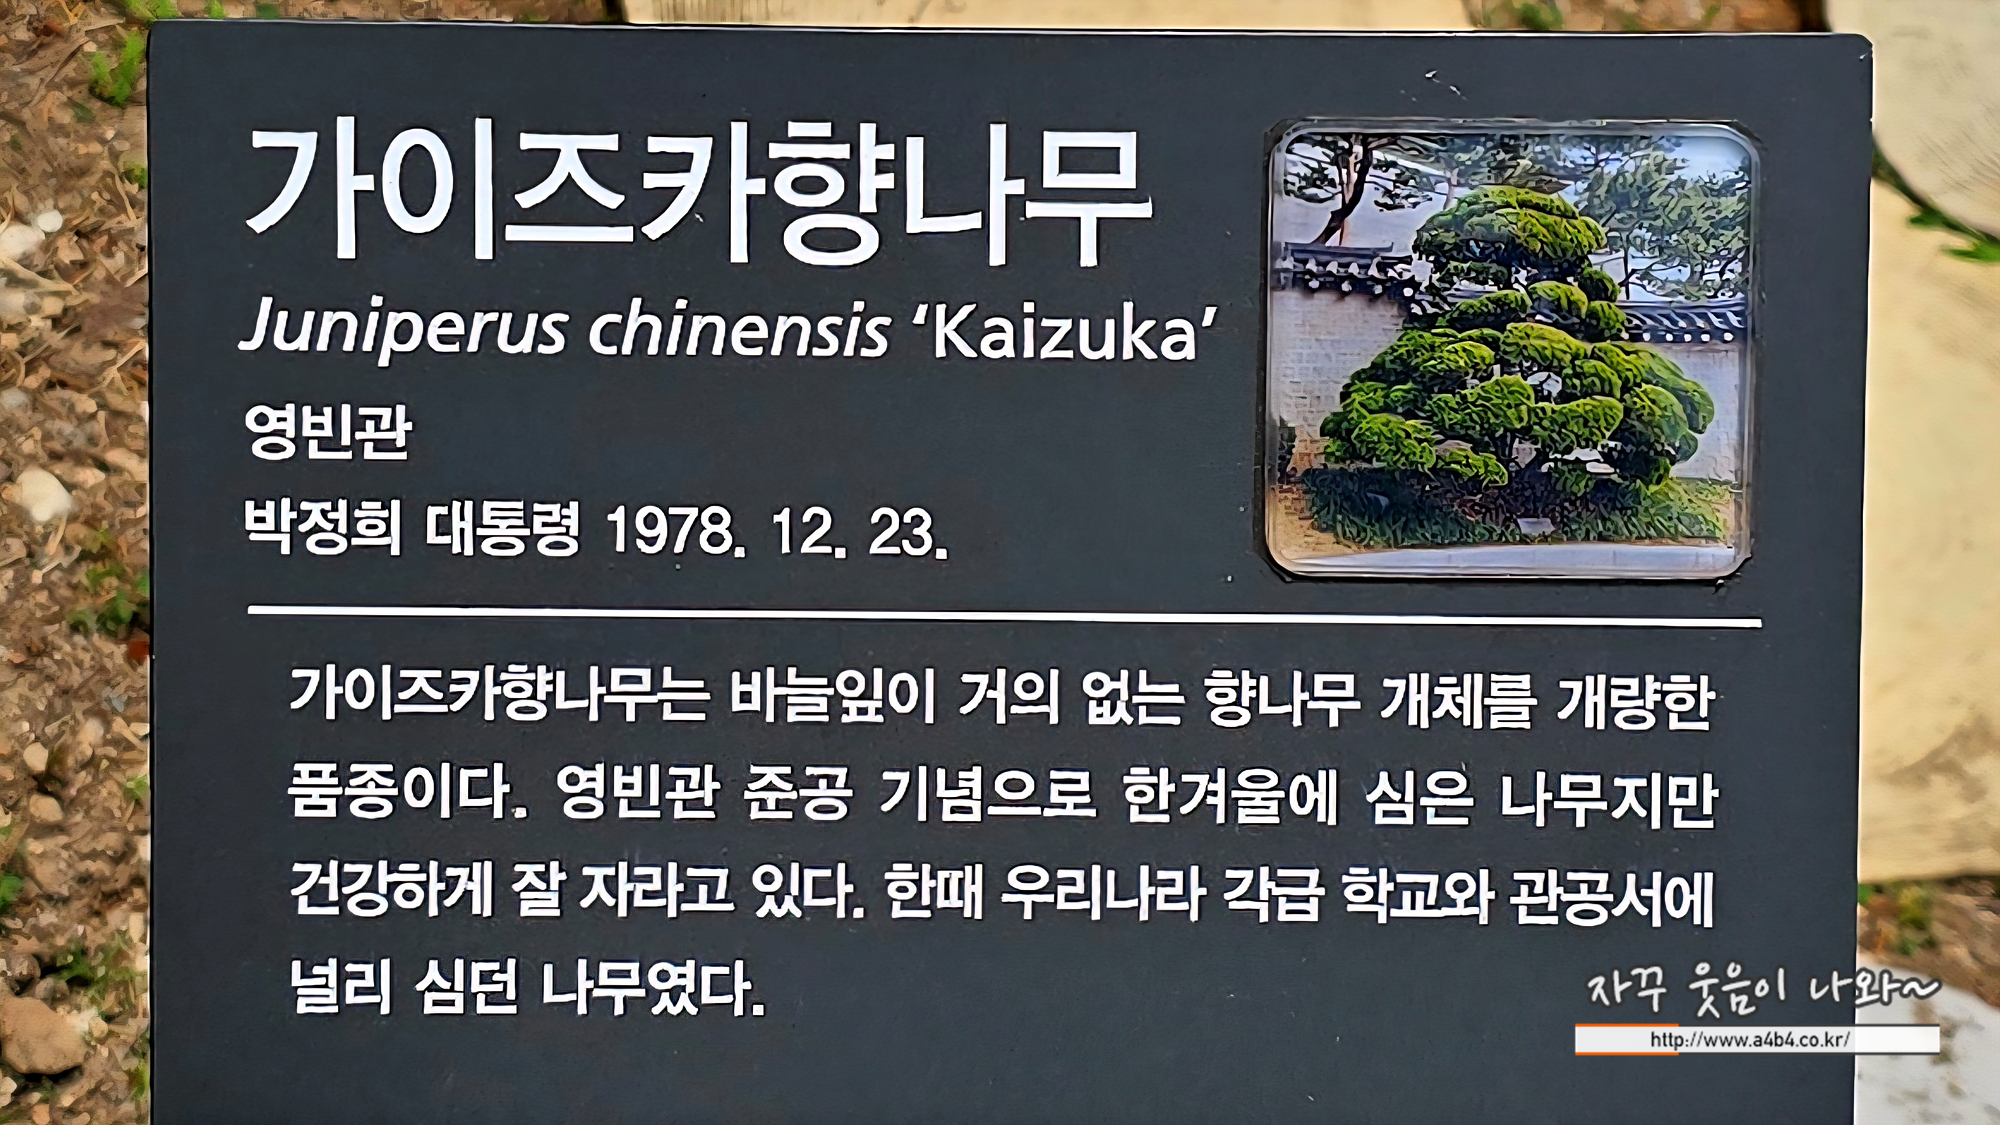 가이즈카향나무
Juniperus chinensis ‘Kaizuka’
영빈관
박정희 대통령 1978. 12. 23.
가이즈카향나무는 바늘잎이 거의 없는 향나무 개체를 개량한
품종이다. 영빈관 준공 기념으로 한겨울에 심은 나무지만
건강하게 잘 자라고 있다. 한때 우리나라 각급 학교와 관공서에
널리 심던 나무였다.
자꾸 웃음이 나와~
http://www.a4b4.co.kr/